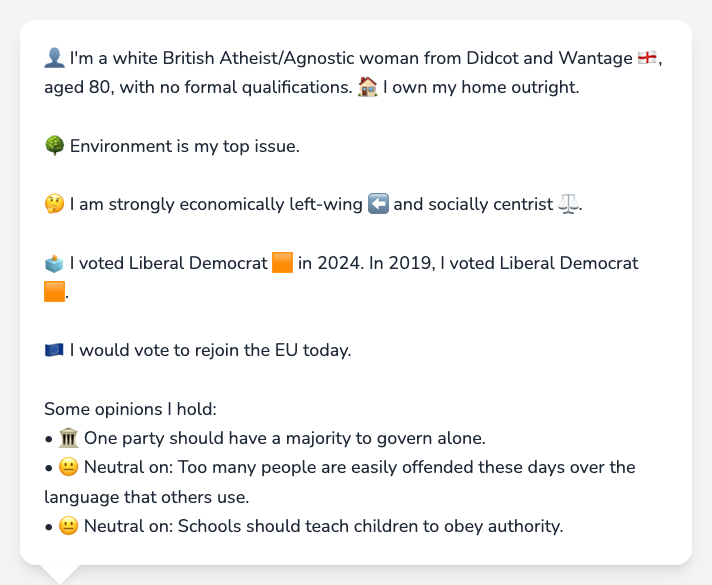 👤 I'm a white British Atheist/Agnostic woman from Didcot and Wantage 🏴󠁧󠁢󠁥󠁮󠁧󠁿,
aged 80, with no formal qualifications. 🏠 I own my home outright.
🌳 Environment is my top issue.
🤔 I am strongly economically left-wing ⬅️ and socially centrist ⚖️.
🗳️ I voted Liberal Democrat 🟧 in 2024. In 2019, I voted Liberal Democrat
🟧.
🇪🇺 I would vote to rejoin the EU today.
Some opinions I hold:
• 🏛️ One party should have a majority to govern alone.
• 😐 Neutral on: Too many people are easily offended these days over the
language that others use.
• 😐 Neutral on: Schools should teach children to obey authority.